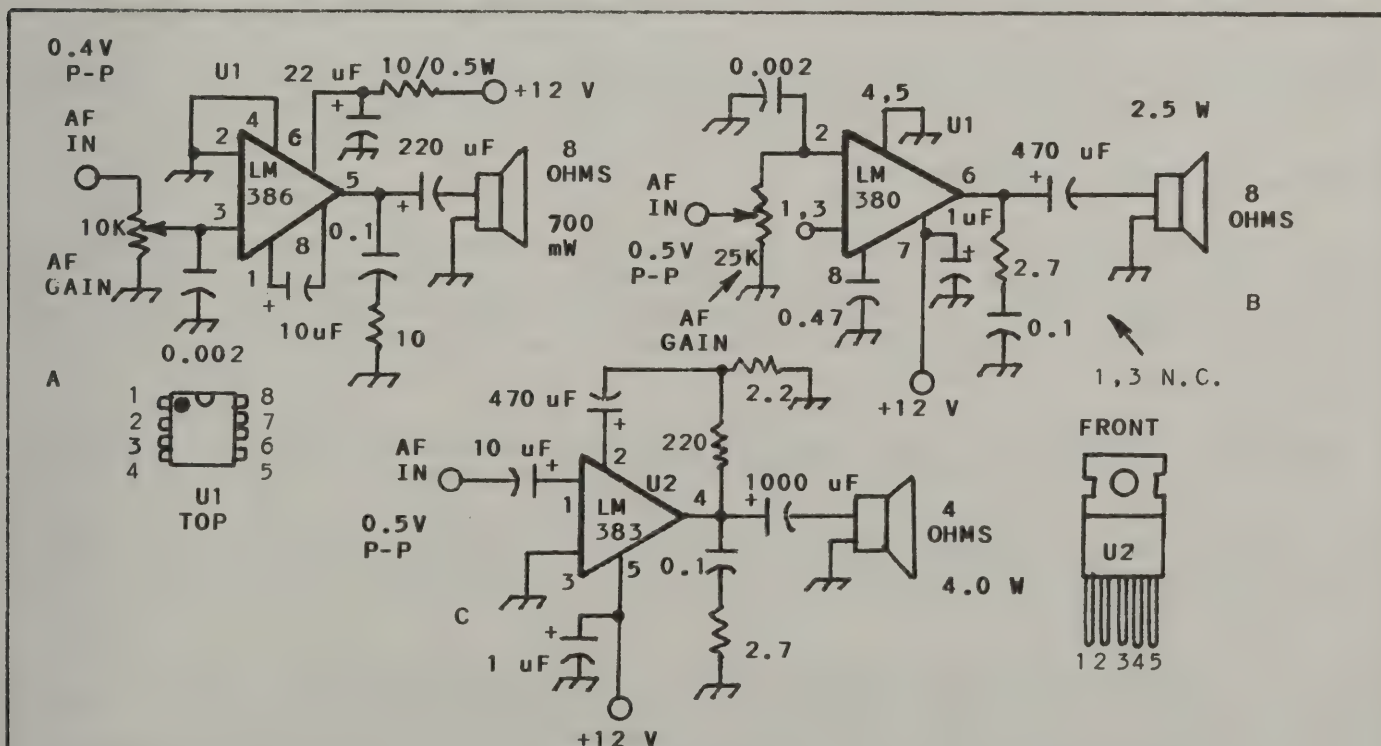 0.4V
P-P
AF
IN
10K
AF
GAIN
U1
22 uF
10/0.5W
+12 V
2
4
6
LM
386
3
5
1
8
+
10uF
0.002
+
220 uF
+
0.1
10
8
OHMS
700
mW
A
1
2
3
4
8
7
6
5
U1
TOP
0.002
4,5
U1
2
LM
380
6
AF
IN
1,3
0.5V
P-P
25K
AF
GAIN
8
0.47
7
1uF
+
+12 V
470 uF
+
2.7
0.1
2.5 W
8
OHMS
B
1,3 N.C.
470 uF
+
2.2
220
AF
IN
10 uF
+
0.5V
P-P
1
2
U2
LM
383
4
3
5
C
+
1 uF
+12 V
1000 uF
+
0.1
2.7
4
OHMS
4.0 W
FRONT
U2
1 2 3 4 5